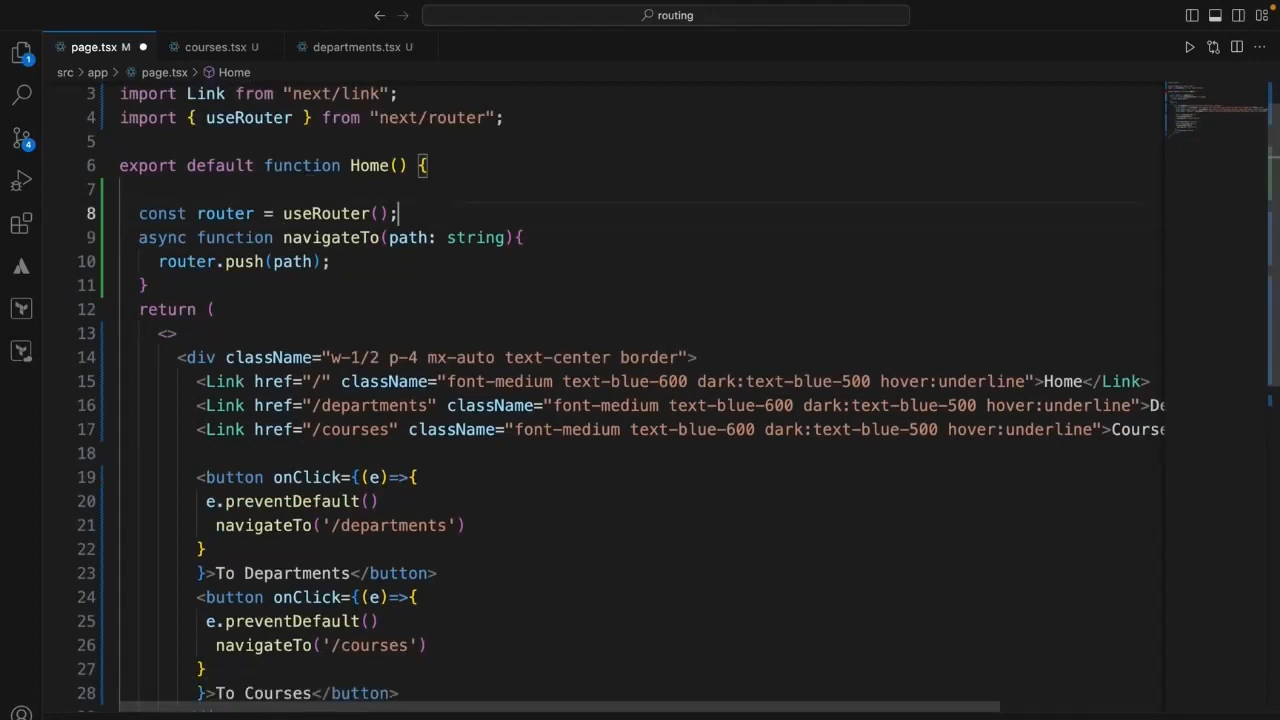 routing
page.tsx M
courses.tsx U
departments.tsx U
src > app > page.tsx > Home
1
4
3 import Link from "next/link";
4 import { useRouter } from "next/router";
5
6 export default function Home() {
7
8 const router = useRouter();
9 async function navigateTo(path: string){
10 router.push(path);
11 }
12 return (
13 <>
14 <div className="w-1/2 p-4 mx-auto text-center border">
15 <Link href="/" className="font-medium text-blue-600 dark:text-blue-500 hover:underline">Home</Link>
16 <Link href="/departments" className="font-medium text-blue-600 dark:text-blue-500 hover:underline">De
17 <Link href="/courses" className="font-medium text-blue-600 dark:text-blue-500 hover:underline">Course
18
19 <button onClick={(e)=>{
20 e.preventDefault()
21 navigateTo('/departments')
22 }
23 }>To Departments</button>
24 <button onClick={(e)=>{
25 e.preventDefault()
26 navigateTo('/courses')
27 }
28 }>To Courses</button>